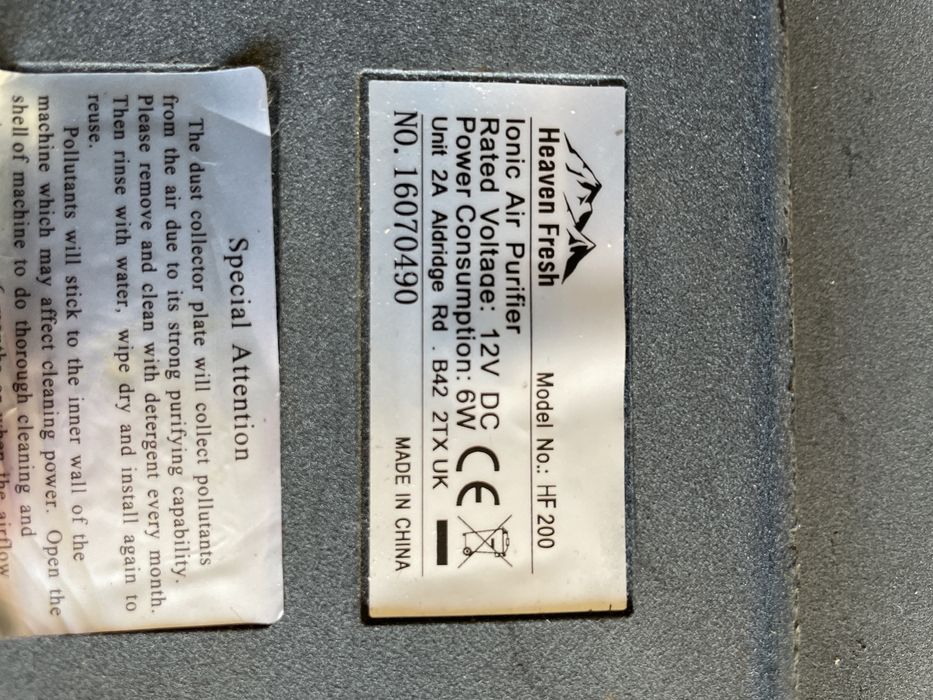 Heaven Fresh
Model No.: HF 200
Ionic Air Purifier
Rated Voltage: 12V DC
Power Consumption: 6W
CE
Unit 2A Aldridge Rd . B42 2TX UK
NO. 16070490
MADE IN CHINA
Special Attention
The dust collector plate will collect pollutants
from the air due to its strong purifying capability.
Please remove and clean with detergent every month.
Then rinse with water, wipe dry and install again to
reuse.
Pollutants will stick to the inner wall of the
machine which may affect cleaning power. Open the
shell of machine to do thorough cleaning and
when the airflow